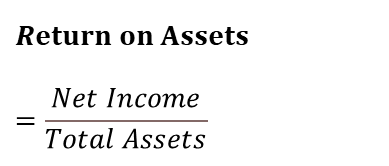 Return on Assets
= Net Income
Total Assets